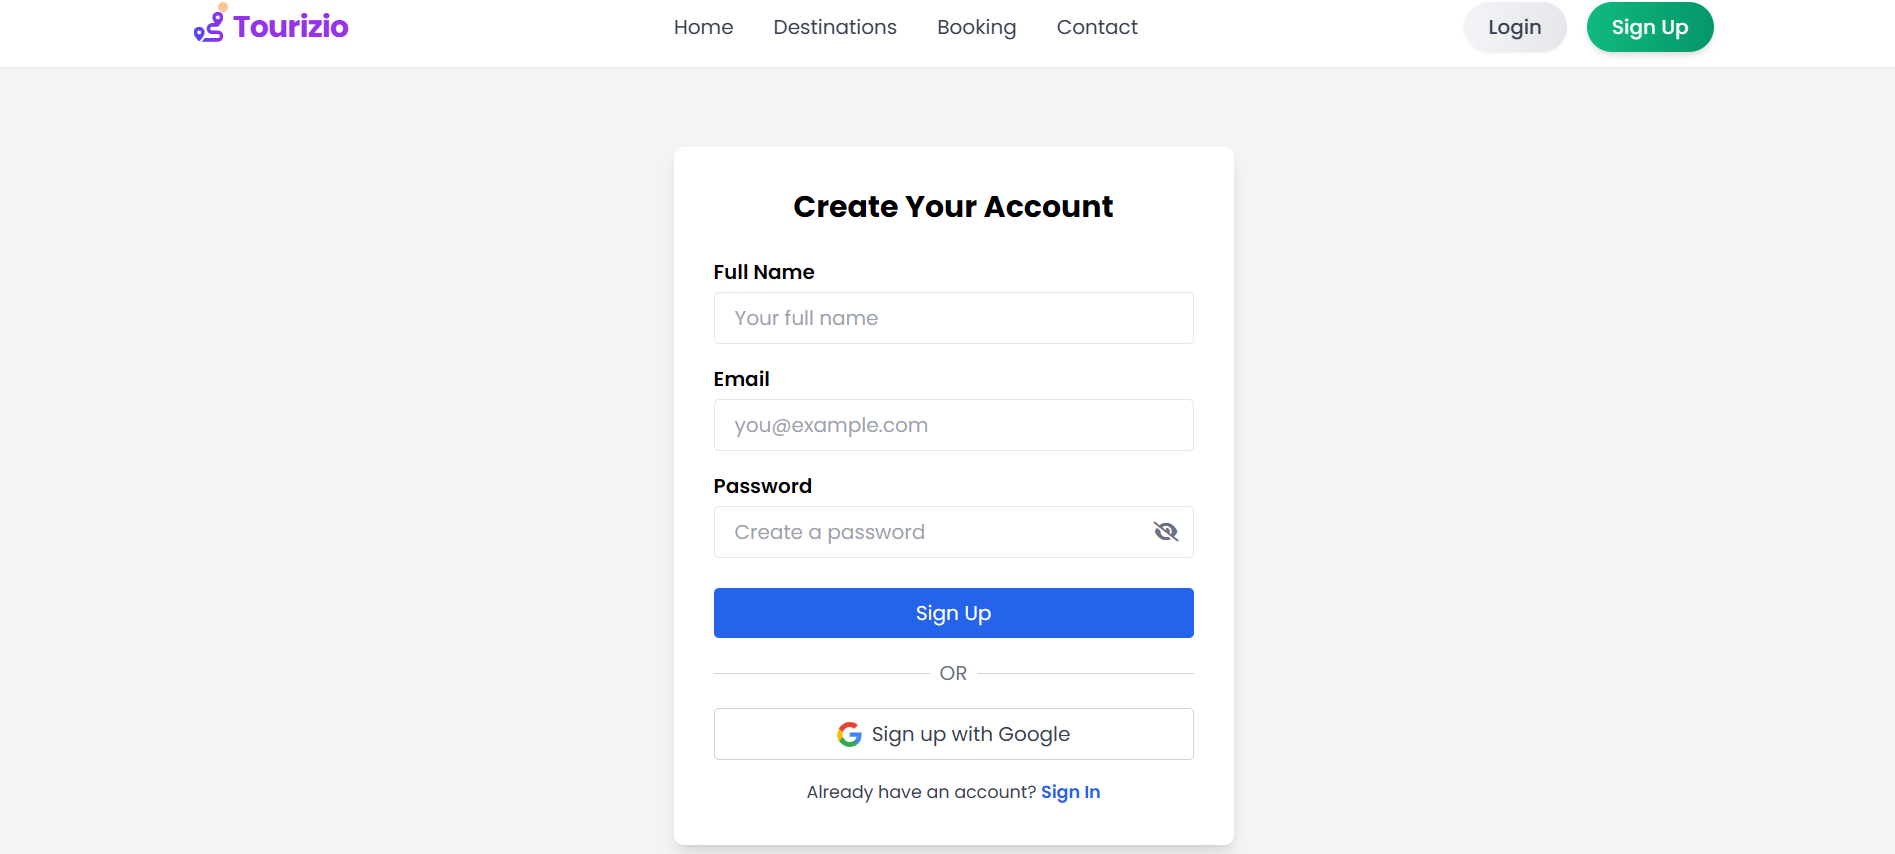 Tourizio Home Destinations Booking Contact Login Sign Up
Create Your Account
Full Name
Your full name
Email
you@example.com
Password
Create a password
Sign Up
OR
Sign up with Google
Already have an account? Sign In